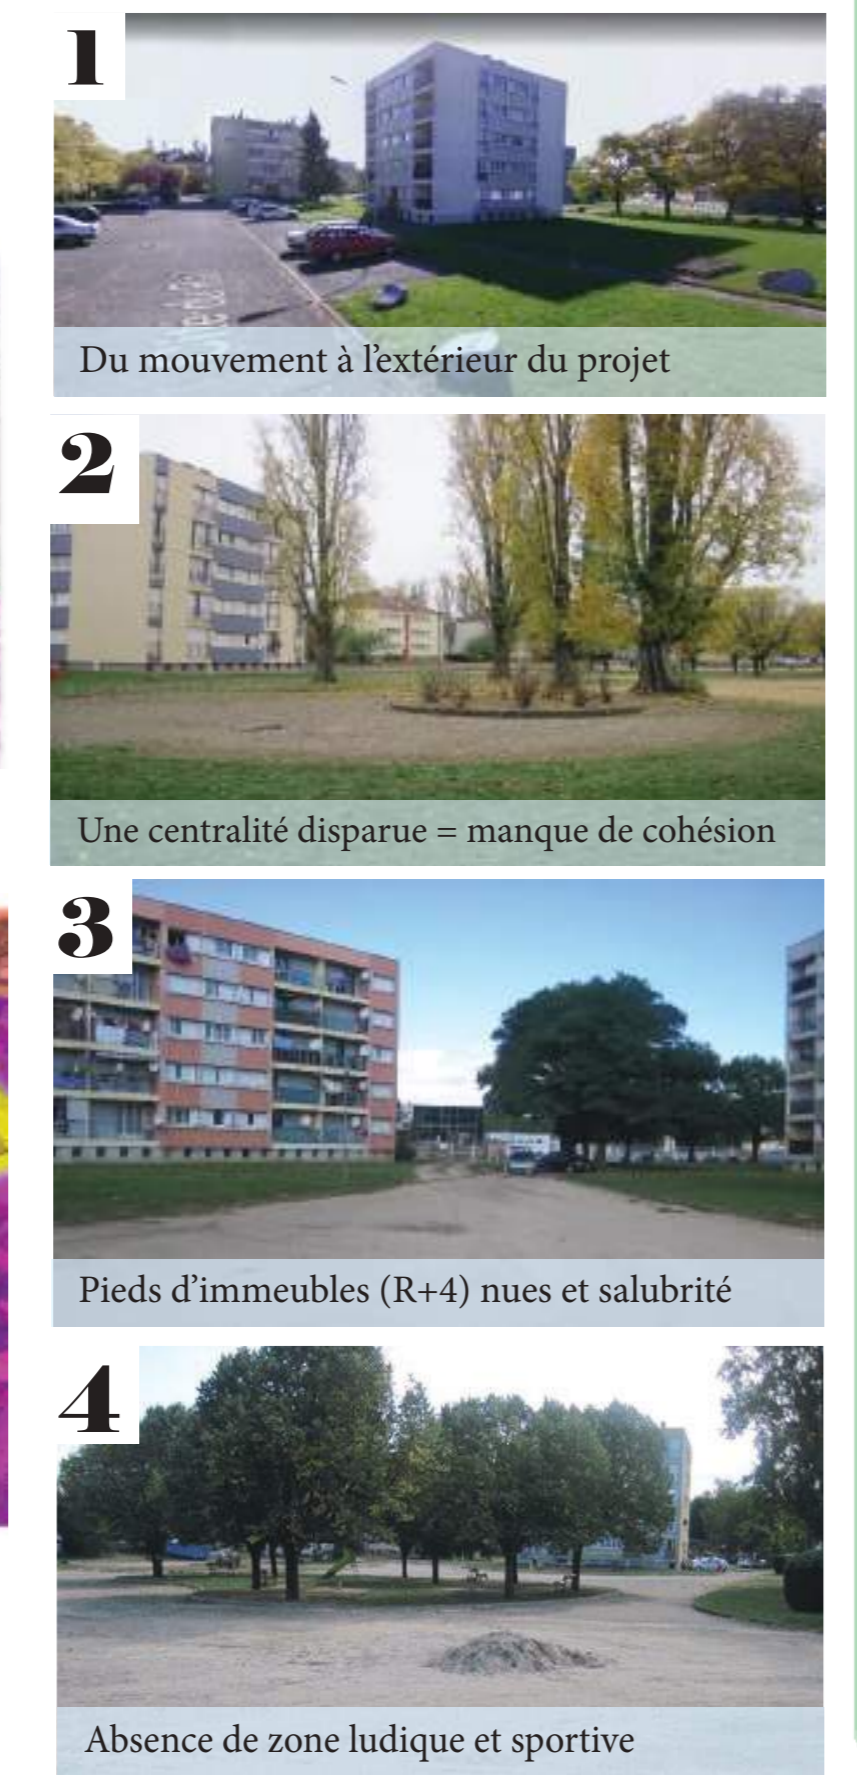 1
Du mouvement à l'extérieur du projet
2
Une centralité disparue = manque de cohésion
3
Pieds d'immeubles (R+4) nues et salubrité
4
Absence de zone ludique et sportive